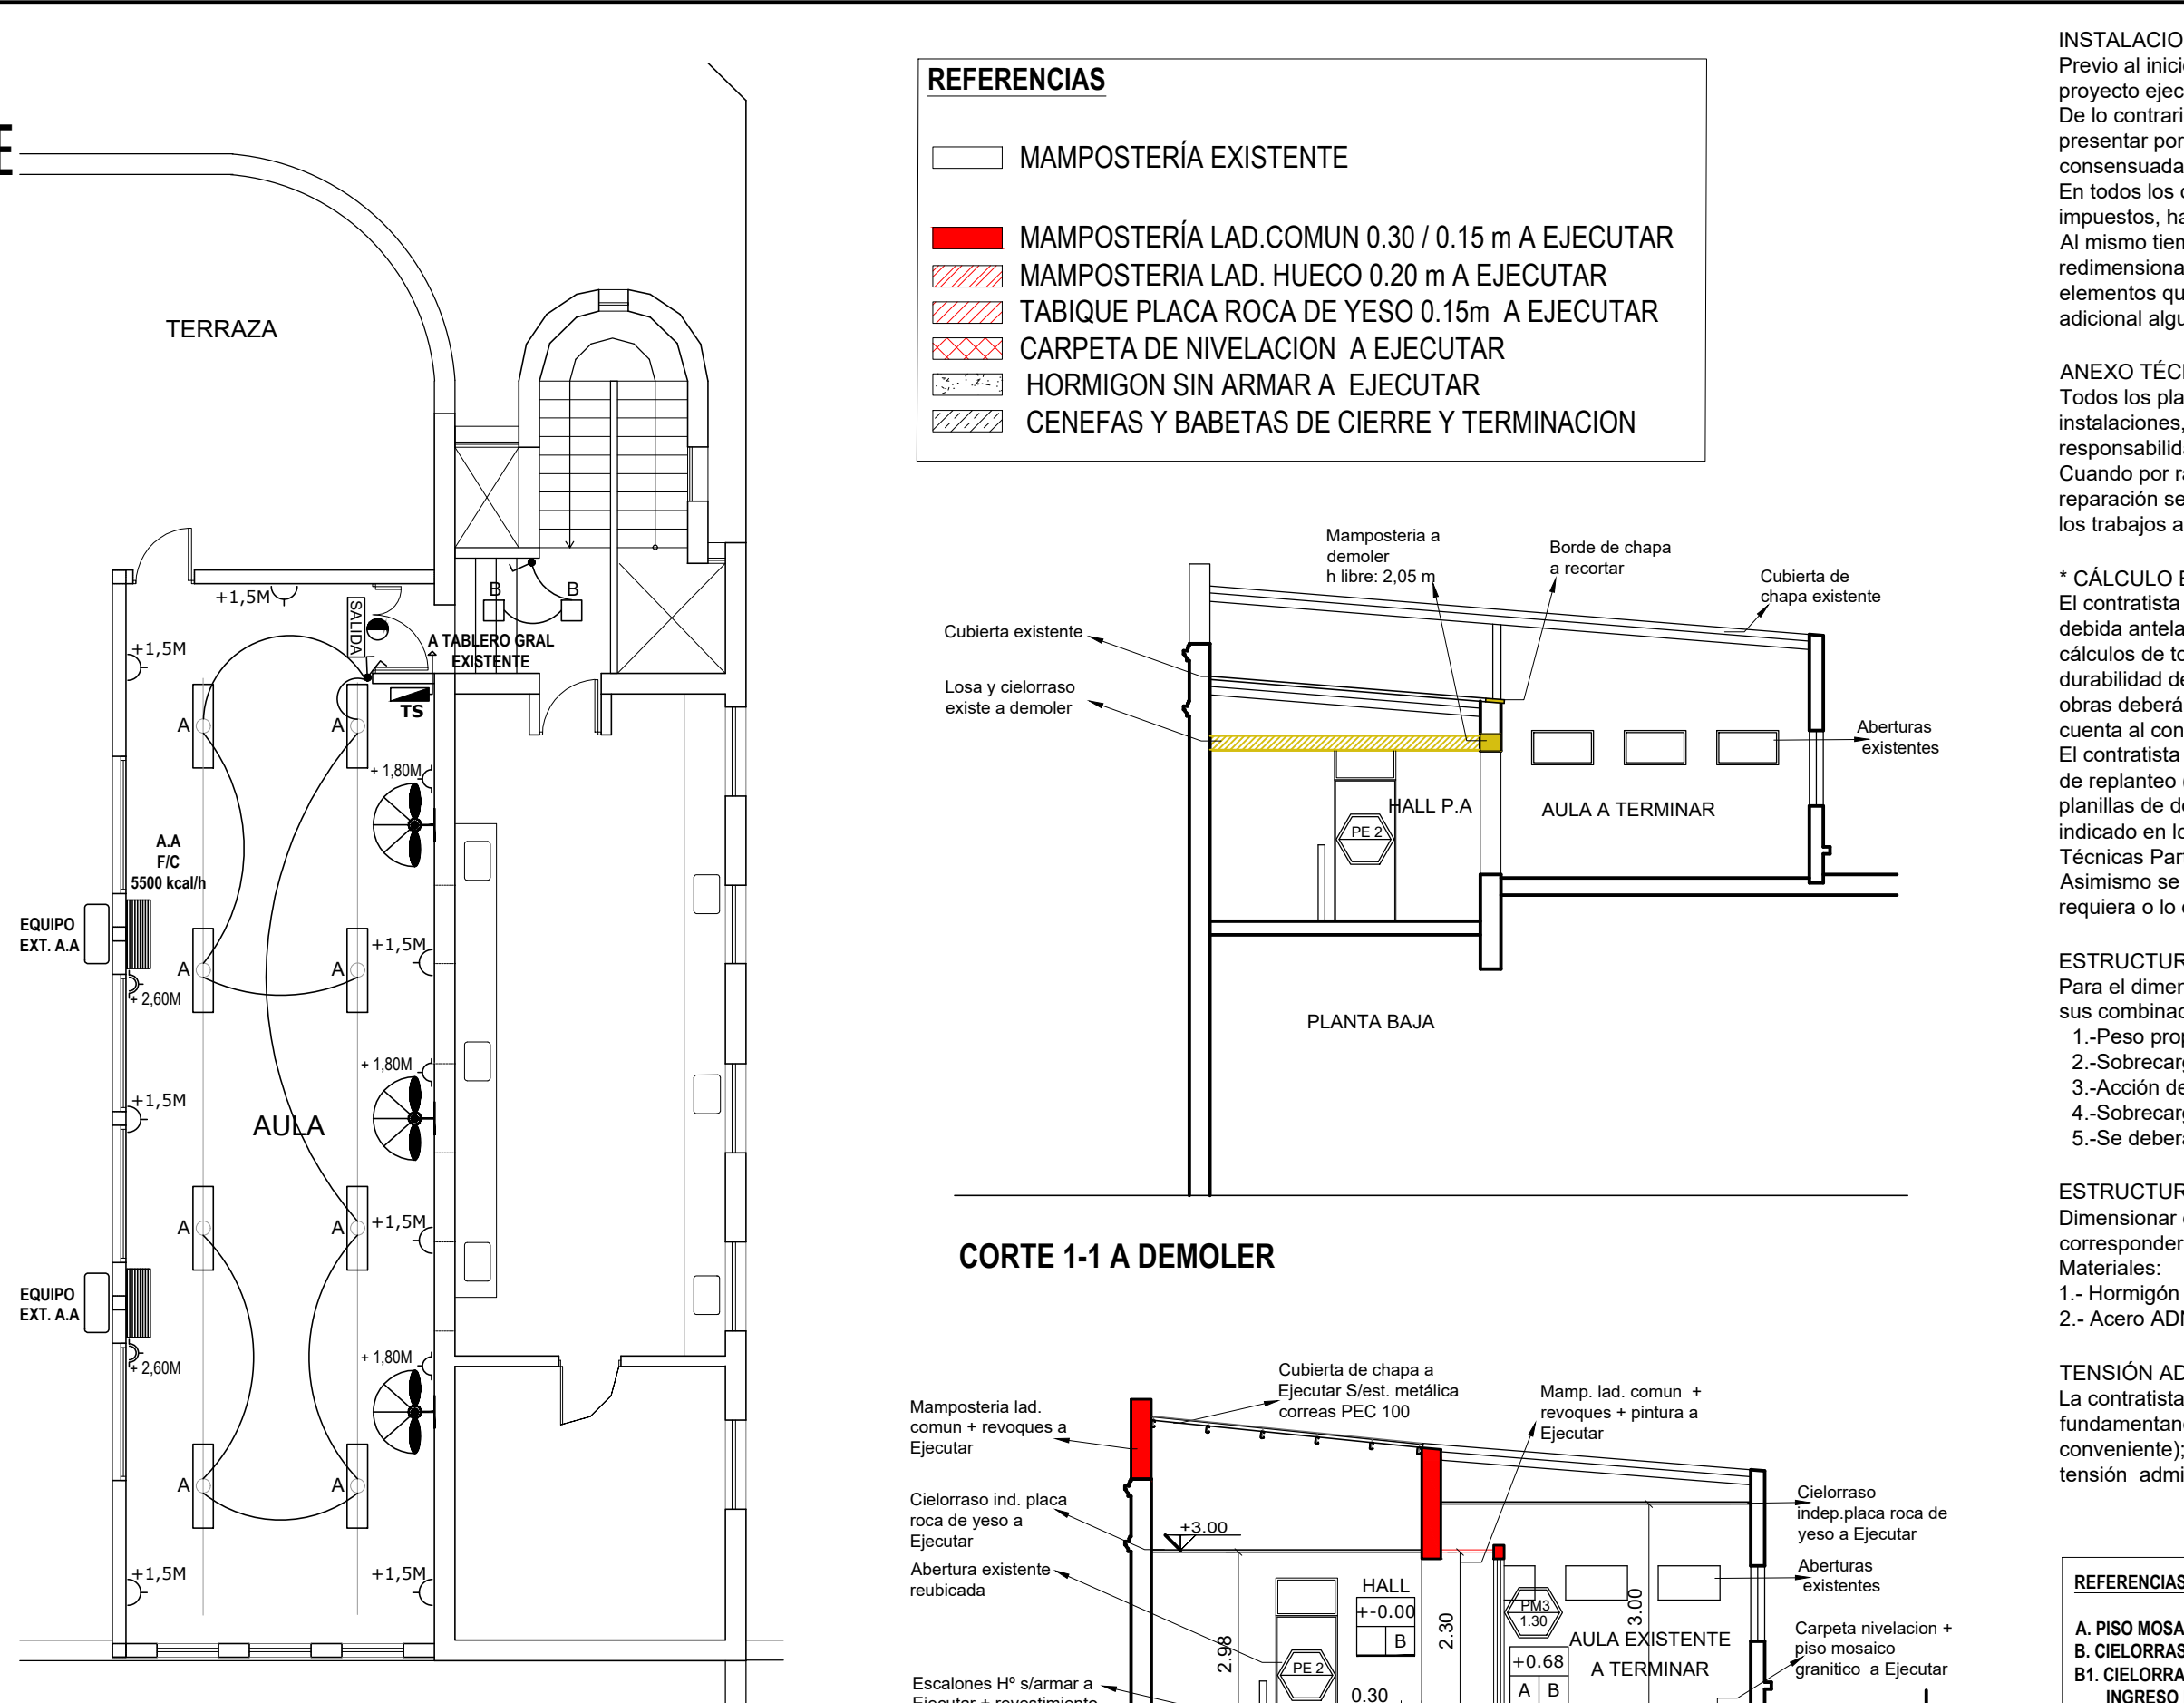 E
TERRAZA
+1,5M
+1,5M
SALIDA
B
B
A TABLERO GRAL
EXISTENTE
TS
A
A
+ 1,80M
A.A
F/C
5500 kcal/h
EQUIPO
EXT. A.A
A
A
+1,5M
+ 2,60M
+ 1,80M
+1,5M
AULA
A
A
+1,5M
EQUIPO
EXT. A.A
+ 2,60M
+ 1,80M
A
A
+1,5M
+1,5M
REFERENCIAS
MAMPOSTERÍA EXISTENTE
MAMPOSTERÍA LAD.COMUN 0.30 / 0.15 m A EJECUTAR
MAMPOSTERIA LAD. HUECO 0.20 m A EJECUTAR
TABIQUE PLACA ROCA DE YESO 0.15m A EJECUTAR
CARPETA DE NIVELACION A EJECUTAR
HORMIGON SIN ARMAR A EJECUTAR
CENEFAS Y BABETAS DE CIERRE Y TERMINACION
Mamposteria a
demoler
h libre: 2,05 m
Borde de chapa
a recortar
Cubierta de
chapa existente
Cubierta existente
Losa y cielorraso
existe a demoler
Aberturas
existentes
HALL P.A
AULA A TERMINAR
PE 2
PLANTA BAJA
CORTE 1-1 A DEMOLER
Cubierta de chapa a
Ejecutar S/est. metálica
correas PEC 100
Mamp. lad. comun +
revoques + pintura a
Ejecutar
Mamposteria lad.
comun + revoques a
Ejecutar
Cielorraso ind. placa
roca de yeso a
Ejecutar
+3.00
Cielorraso
indep.placa roca de
yeso a Ejecutar
Abertura existente
reubicada
Aberturas
existentes
HALL
+-0.00
B
2.98
2.30
PM3
1.30
3.00
AULA EXISTENTE
A TERMINAR
+0.68
A B
PE 2
0.30
Carpeta nivelacion +
piso mosaico
granitico a Ejecutar
Escalones Hº s/armar a
Ejecutar + revestimiento
INSTALACIO
Previo al inici
proyecto ejec
De lo contrari
presentar por
consensuada
En todos los
impuestos, ha
Al mismo tien
redimensiona
elementos qu
adicional algu
ANEXO TÉC
Todos los pla
instalaciones,
responsabilid
Cuando por ra
reparación se
los trabajos a
* CÁLCULO E
El contratista
debida antela
cálculos de to
durabilidad de
obras deberá
cuenta al con
El contratista
de replanteo
planillas de d
indicado en lo
Técnicas Par
Asimismo se
requiera o lo
ESTRUCTUR
Para el dimen
sus combinac
1.-Peso prop
2.-Sobrecarg
3.-Acción de
4.-Sobrecarg
5.-Se debera
ESTRUCTUR
Dimensionar
corresponder
Materiales:
1.- Hormigón
2.- Acero ADN
TENSIÓN AD
La contratista
fundamentan
conveniente);
tensión admi
REFERENCIAS
A. PISO MOSA
B. CIELORRAS
B1. CIELORRA
INGRESO